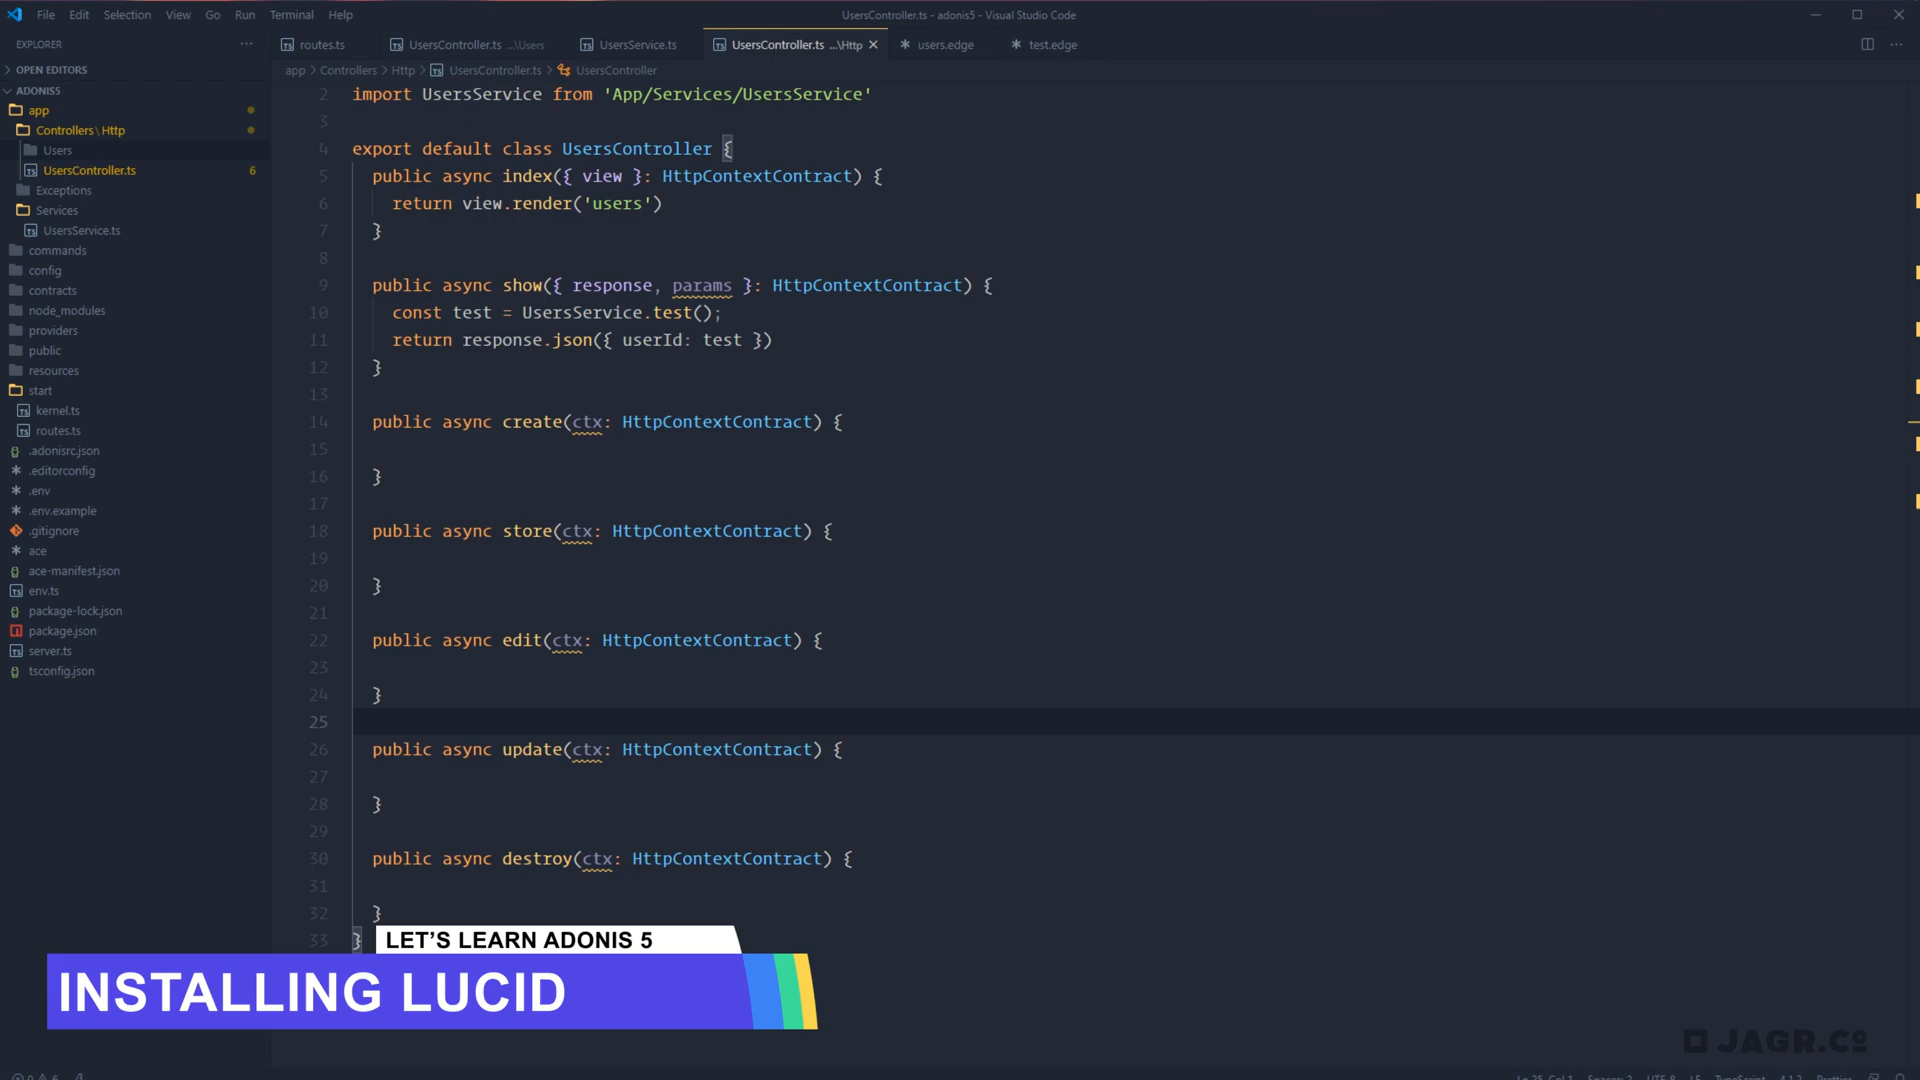 File Edit Selection View Go Run Terminal Help
UsersController.ts - adonis5 - Visual Studio Code
EXPLORER
routes.ts
UsersController.ts ...\Users
UsersService.ts
UsersController.ts ...\Http
users.edge
test.edge
OPEN EDITORS
ADONIS5
app
Controllers\Http
Users
UsersController.ts 6
Exceptions
Services
UsersService.ts
commands
config
contracts
node_modules
providers
public
resources
start
kernel.ts
routes.ts
.adonisrc.json
.editorconfig
.env
.env.example
.gitignore
ace
ace-manifest.json
env.ts
package-lock.json
package.json
server.ts
tsconfig.json
app > Controllers > Http > UsersController.ts > UsersController
2 import UsersService from 'App/Services/UsersService'
3
4 export default class UsersController {
5 public async index({ view }: HttpContextContract) {
6 return view.render('users')
7 }
8
9 public async show({ response, params }: HttpContextContract) {
10 const test = UsersService.test();
11 return response.json({ userId: test })
12 }
13
14 public async create(ctx: HttpContextContract) {
15
16 }
17
18 public async store(ctx: HttpContextContract) {
19
20 }
21
22 public async edit(ctx: HttpContextContract) {
23
24 }
25
26 public async update(ctx: HttpContextContract) {
27
28 }
29
30 public async destroy(ctx: HttpContextContract) {
31
32 }
33 }
LET'S LEARN ADONIS 5
INSTALLING LUCID
JAGR.Co